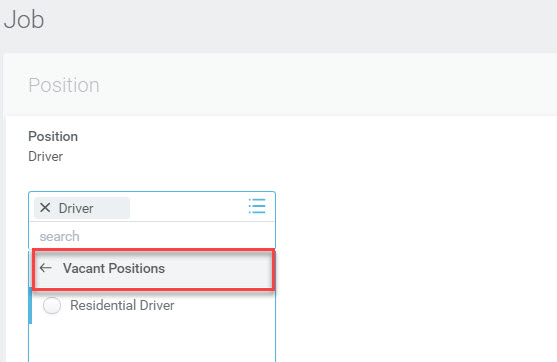 Job
Position
Position
Driver
Driver
search
Vacant Positions
Residential Driver